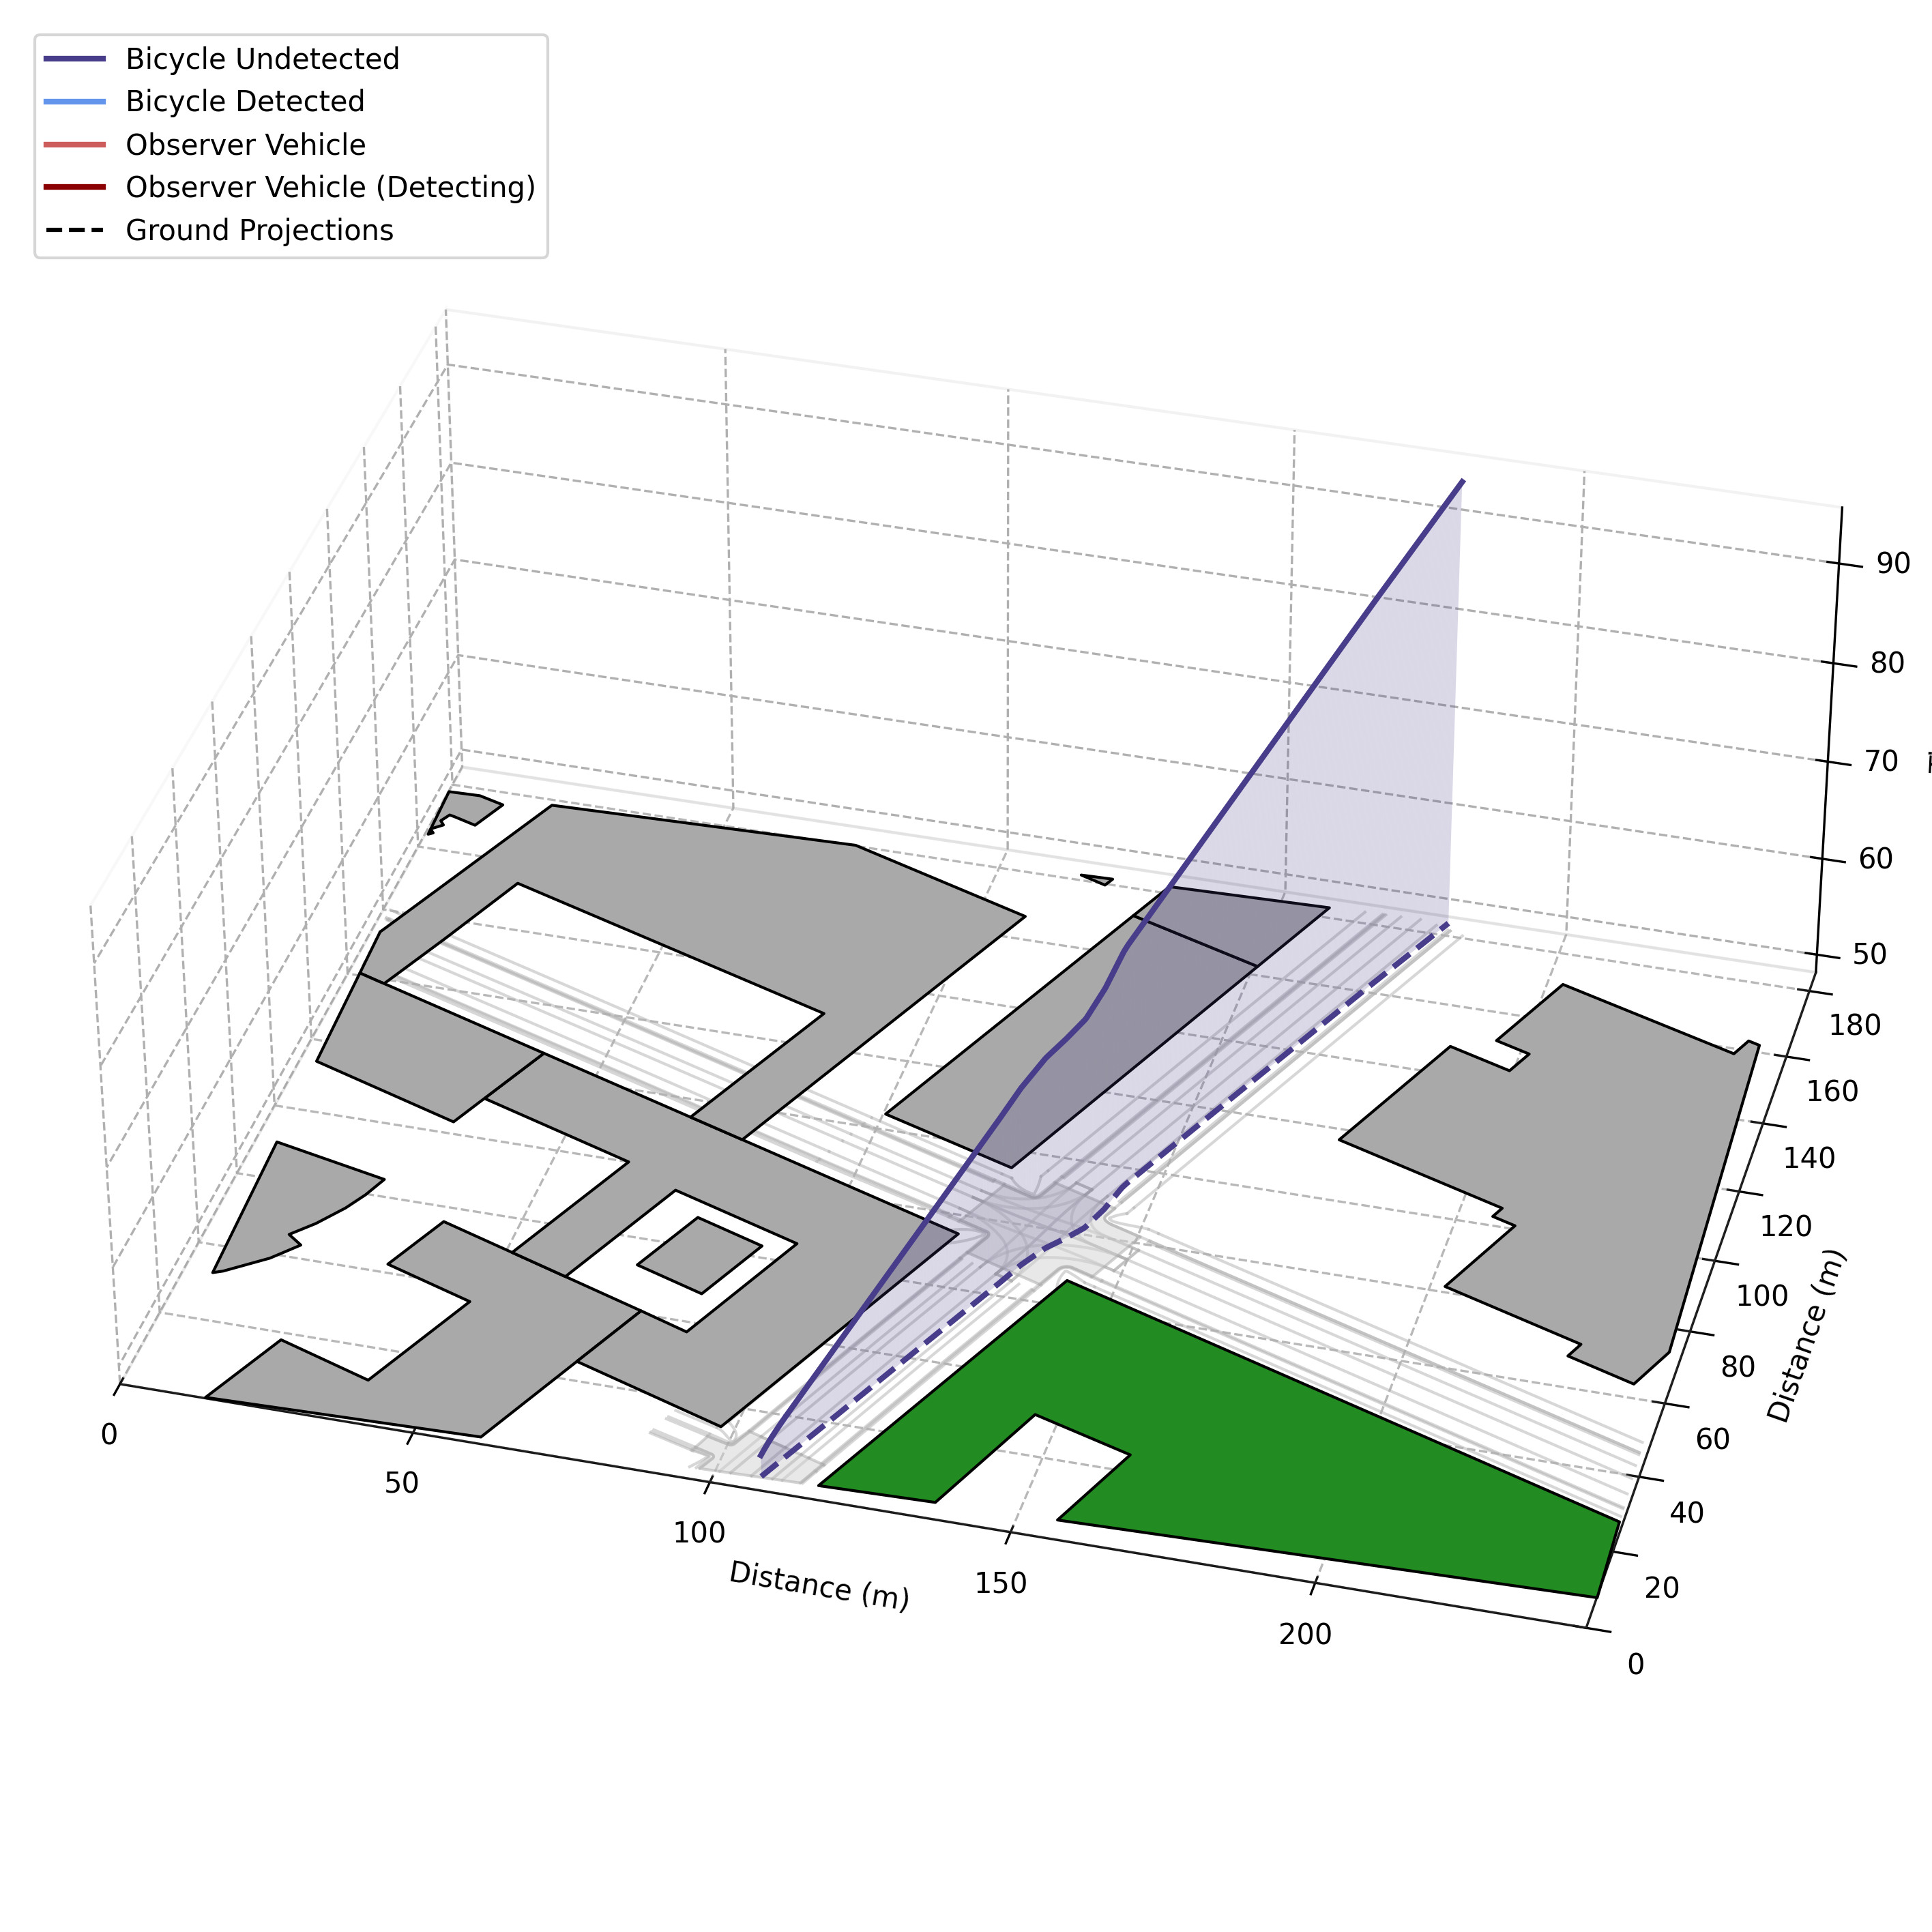 Bicycle Undetected
Bicycle Detected
Observer Vehicle
Observer Vehicle (Detecting)
Ground Projections
90
80
70
60
50
180
160
140
120
100
80
60
40
20
0
Distance (m)
0
50
100
150
200
Distance (m)